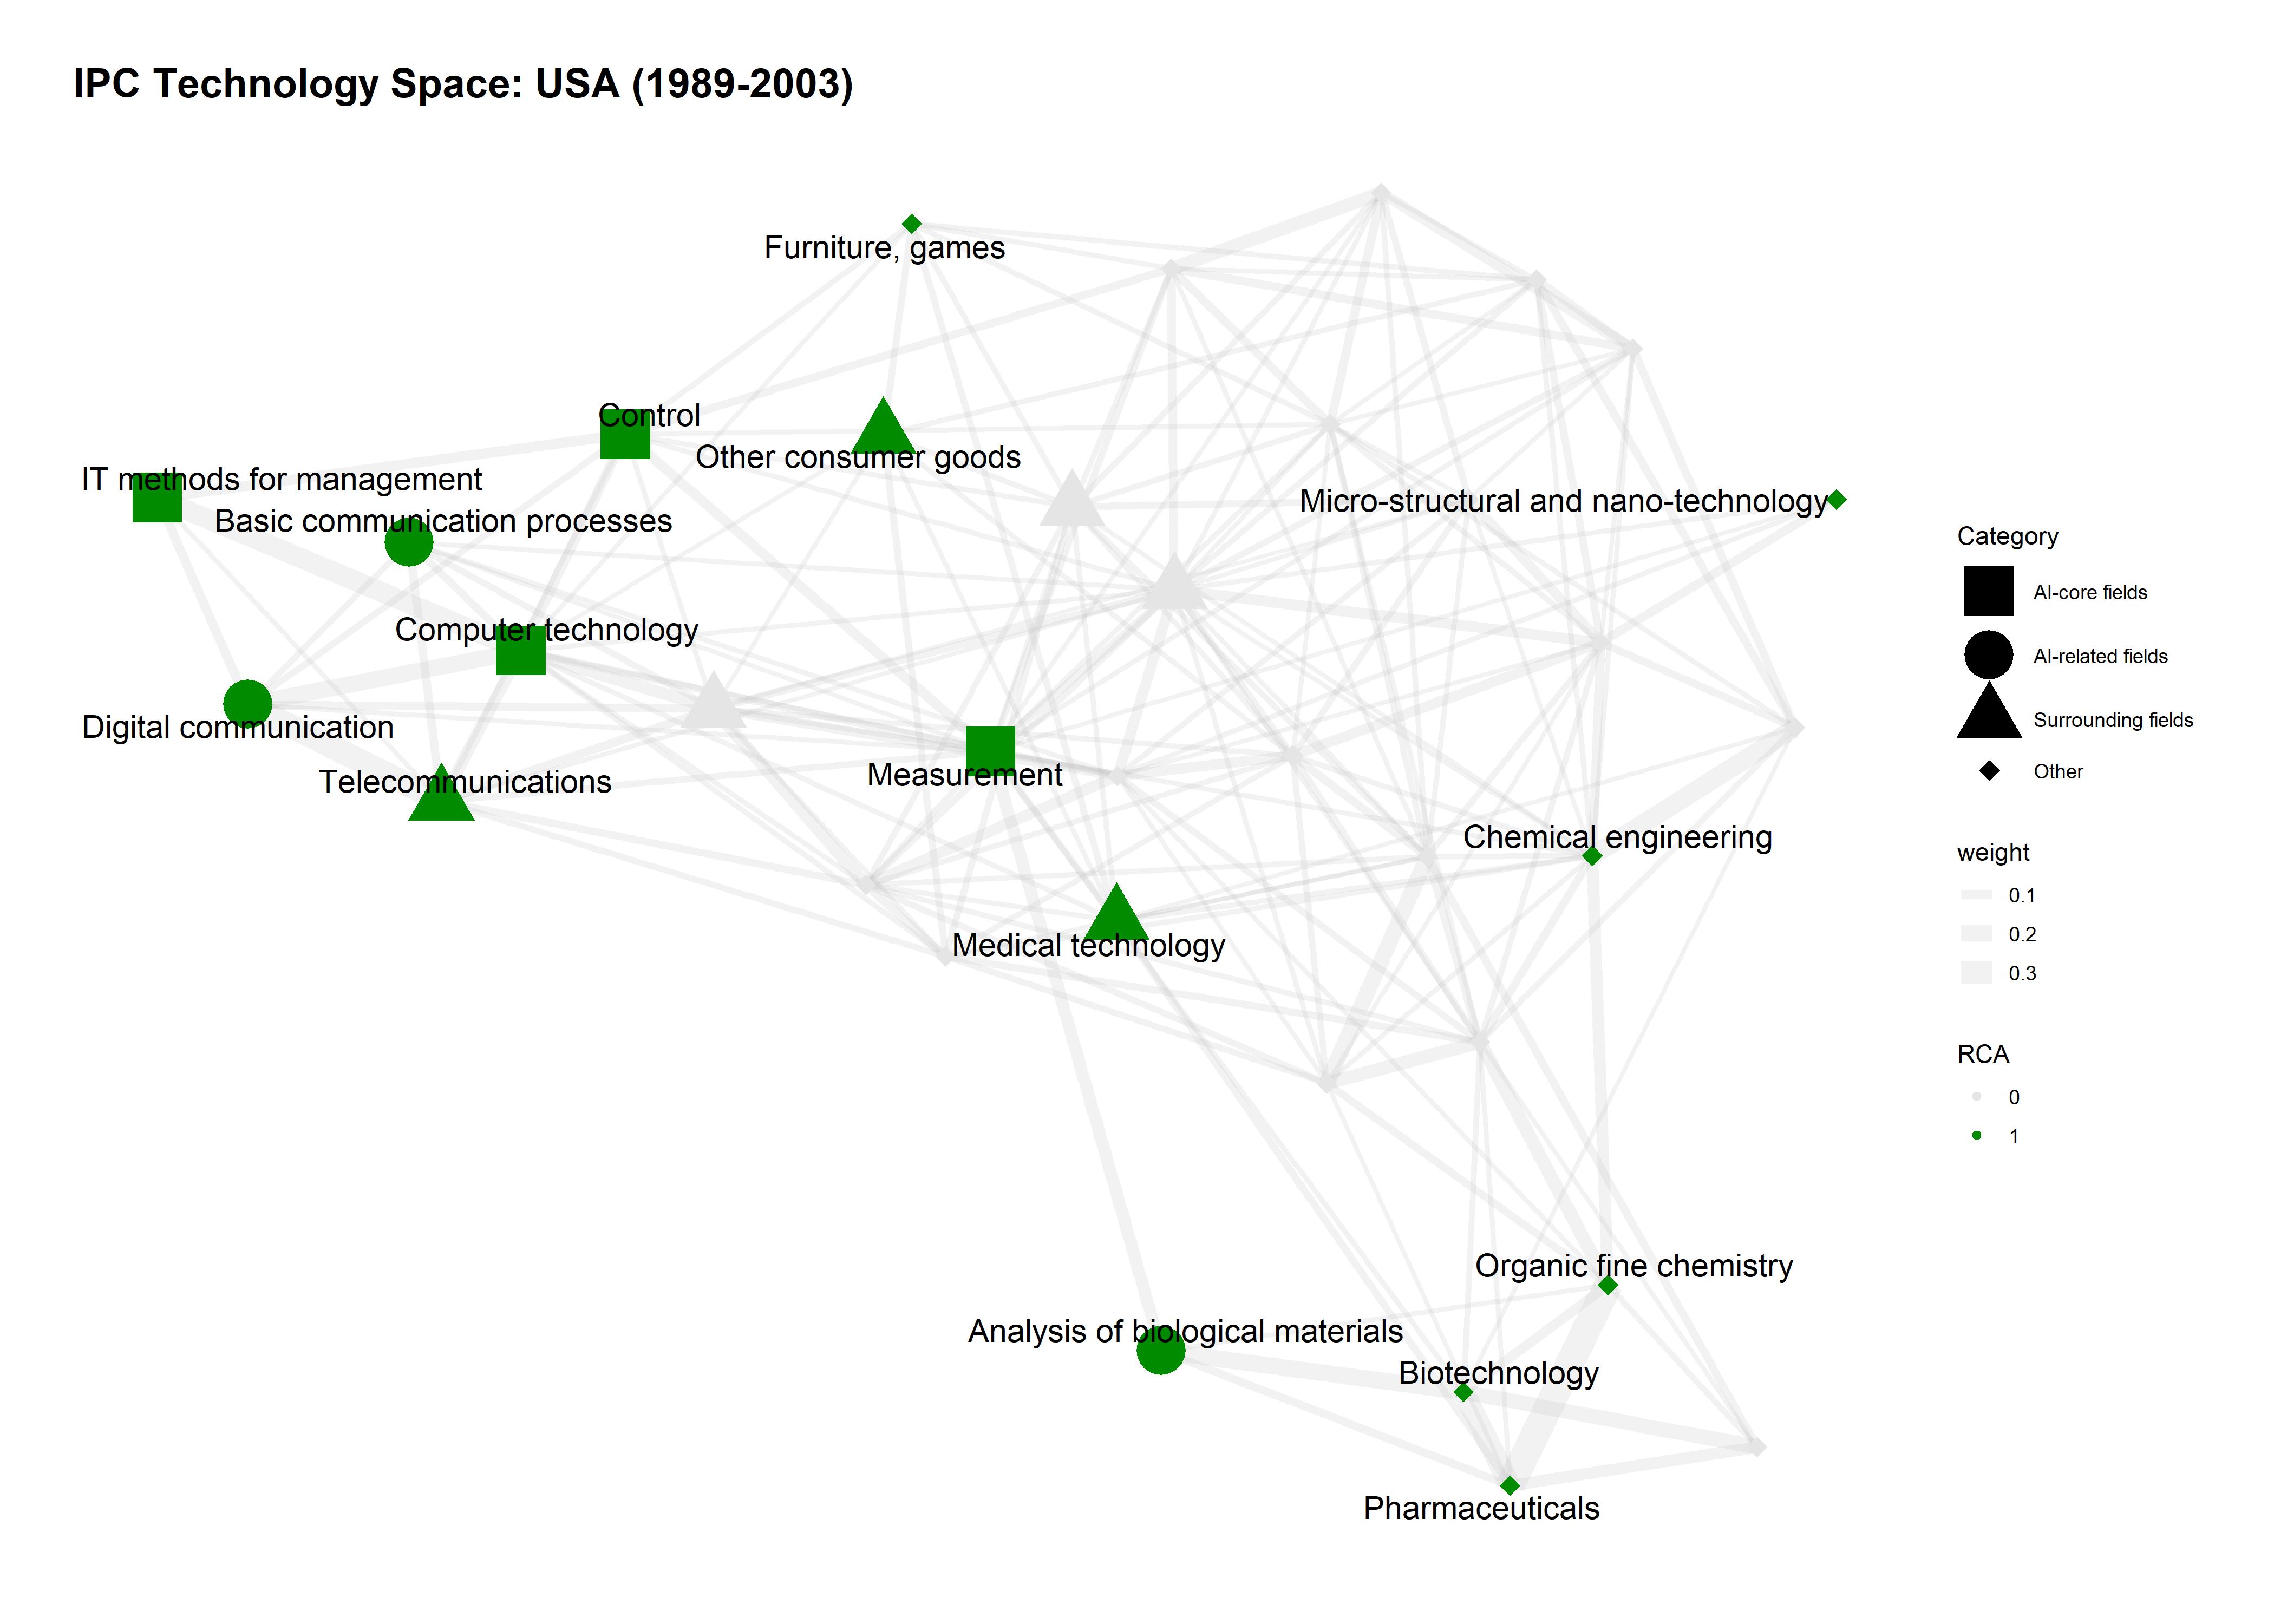 IPC Technology Space: USA (1989-2003)
Furniture, games
Control
Other consumer goods
IT methods for management
Basic communication processes
Micro-structural and nano-technology
Computer technology
Digital communication
Telecommunications
Measurement
Chemical engineering
Medical technology
Organic fine chemistry
Analysis of biological materials
Biotechnology
Pharmaceuticals
Category
AI-core fields
AI-related fields
Surrounding fields
Other
weight
0.1
0.2
0.3
RCA
0
1